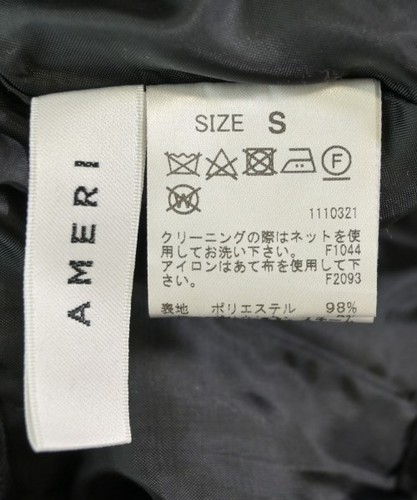 AMERI
SIZE S
F
W
1110321
クリーニングの際はネットを使
用してお洗い下さい。 F1044
アイロンはあて布を使用して下
さい。 F2093
表地 ポリエステル 98%